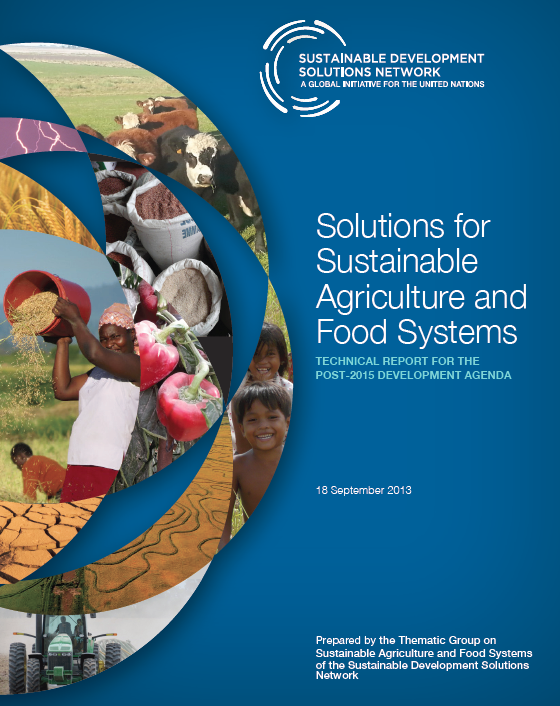 SUSTAINABLE DEVELOPMENT
SOLUTIONS NETWORK
A GLOBAL INITIATIVE FOR THE UNITED NATIONS
Solutions for
Sustainable
Agriculture and
Food Systems
TECHNICAL REPORT FOR THE
POST-2015 DEVELOPMENT AGENDA
18 September 2013
Prepared by the Thematic Group on
Sustainable Agriculture and Food Systems
of the Sustainable Development Solutions
Network